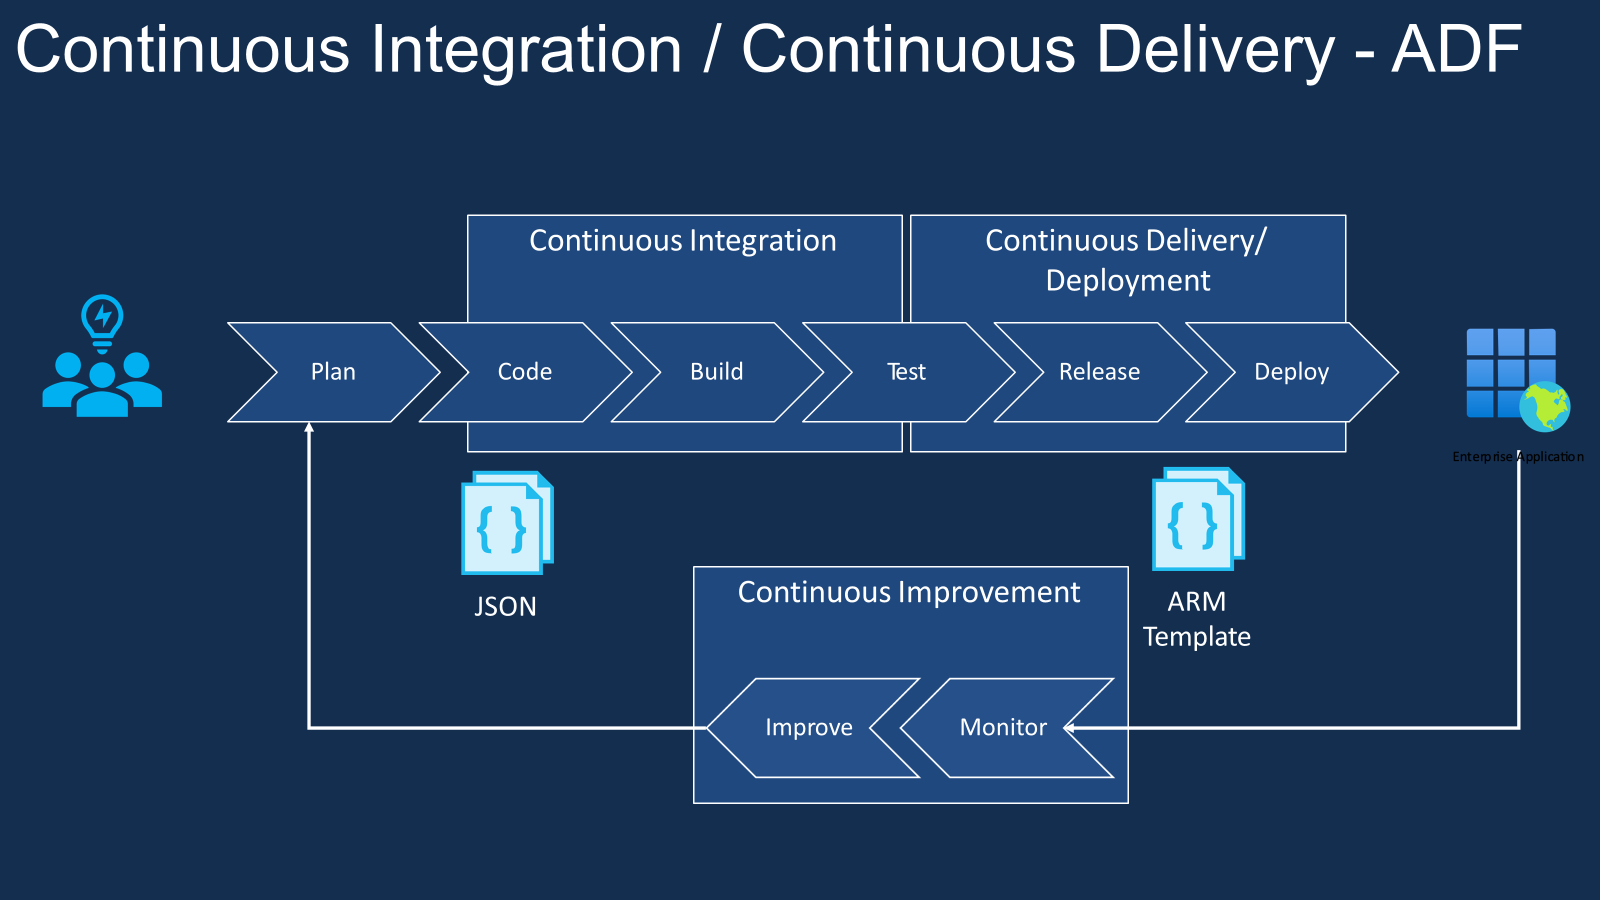 Continuous Integration / Continuous Delivery - ADF
Continuous Integration
Continuous Delivery/
Deployment
Plan
Code
Build
Test
Release
Deploy
Enterprise Application
{ }
JSON
{ }
ARM
Template
Continuous Improvement
Improve
Monitor